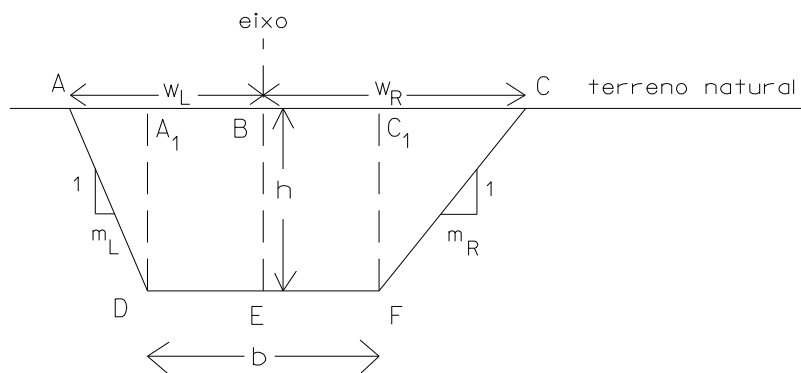 eixo
A W_L W_R C terreno natural
A_1 B C_1
1 h 1
m_L m_R
D E F
b